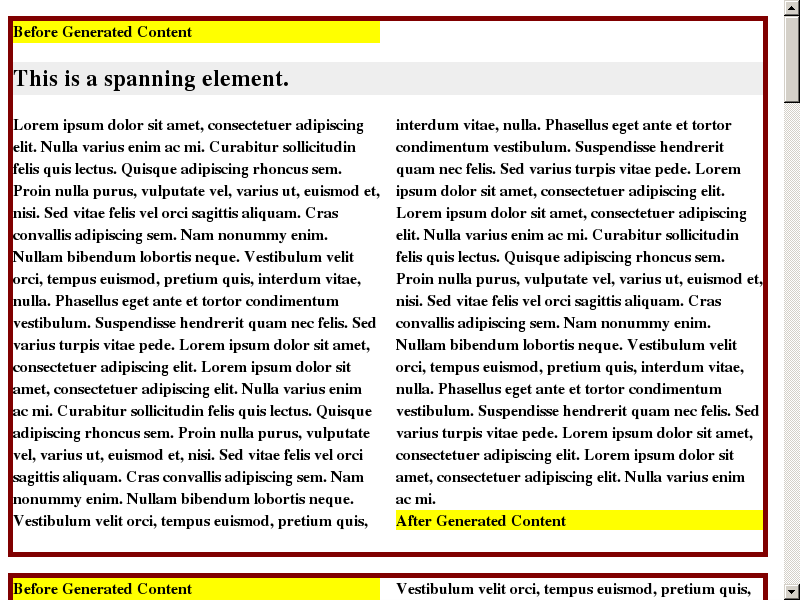 Before Generated Content
This is a spanning element.
Lorem ipsum dolor sit amet, consectetuer adipiscing
elit. Nulla varius enim ac mi. Curabitur sollicitudin
felis quis lectus. Quisque adipiscing rhoncus sem.
Proin nulla purus, vulputate vel, varius ut, euismod et,
nisi. Sed vitae felis vel orci sagittis aliquam. Cras
convallis adipiscing sem. Nam nonummy enim.
Nullam bibendum lobortis neque. Vestibulum velit
orci, tempus euismod, pretium quis, interdum vitae,
nulla. Phasellus eget ante et tortor condimentum
vestibulum. Suspendisse hendrerit quam nec felis. Sed
varius turpis vitae pede. Lorem ipsum dolor sit amet,
consectetuer adipiscing elit. Lorem ipsum dolor sit
amet, consectetuer adipiscing elit. Nulla varius enim
ac mi. Curabitur sollicitudin felis quis lectus. Quisque
adipiscing rhoncus sem. Proin nulla purus, vulputate
vel, varius ut, euismod et, nisi. Sed vitae felis vel orci
sagittis aliquam. Cras convallis adipiscing sem. Nam
nonummy enim. Nullam bibendum lobortis neque.
Vestibulum velit orci, tempus euismod, pretium quis,
interdum vitae, nulla. Phasellus eget ante et tortor
condimentum vestibulum. Suspendisse hendrerit
quam nec felis. Sed varius turpis vitae pede. Lorem
ipsum dolor sit amet, consectetuer adipiscing elit.
Lorem ipsum dolor sit amet, consectetuer adipiscing
elit. Nulla varius enim ac mi. Curabitur sollicitudin
felis quis lectus. Quisque adipiscing rhoncus sem.
Proin nulla purus, vulputate vel, varius ut, euismod et,
nisi. Sed vitae felis vel orci sagittis aliquam. Cras
convallis adipiscing sem. Nam nonummy enim.
Nullam bibendum lobortis neque. Vestibulum velit
orci, tempus euismod, pretium quis, interdum vitae,
nulla. Phasellus eget ante et tortor condimentum
vestibulum. Suspendisse hendrerit quam nec felis. Sed
varius turpis vitae pede. Lorem ipsum dolor sit amet,
consectetuer adipiscing elit. Lorem ipsum dolor sit
amet, consectetuer adipiscing elit. Nulla varius enim
ac mi.
After Generated Content
Before Generated Content
Vestibulum velit orci, tempus euismod, pretium quis,